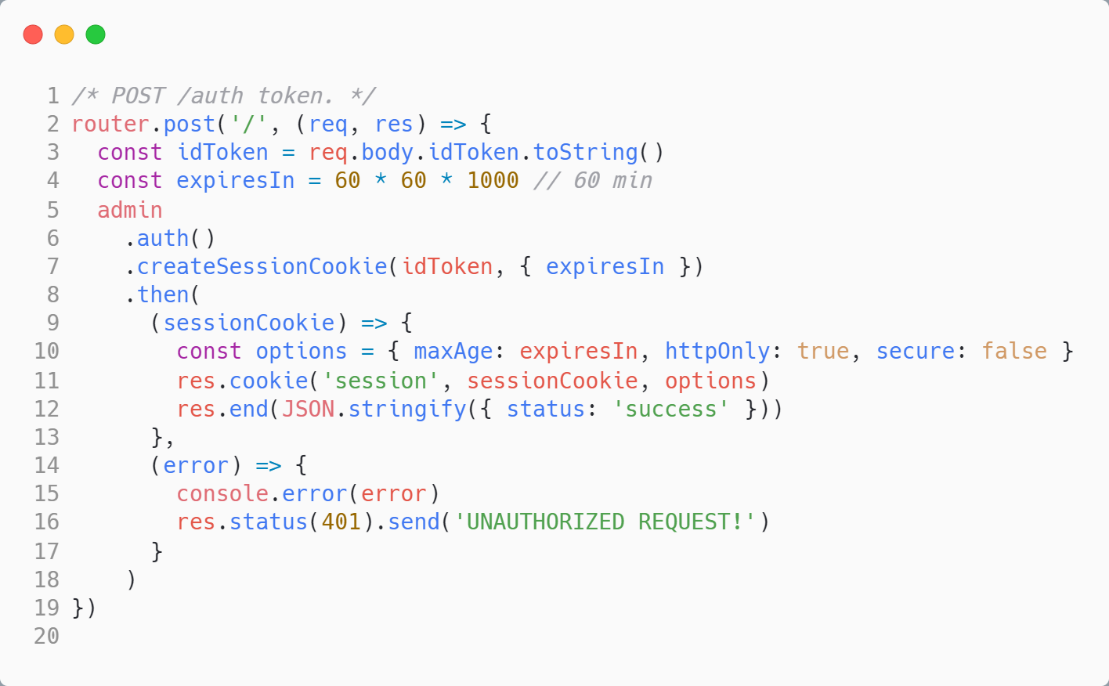 1 /* POST /auth token. */
2 router.post('/', (req, res) => {
3   const idToken = req.body.idToken.toString()
4   const expiresIn = 60 * 60 * 1000 // 60 min
5   admin
6     .auth()
7     .createSessionCookie(idToken, { expiresIn })
8     .then(
9       (sessionCookie) => {
10         const options = { maxAge: expiresIn, httpOnly: true, secure: false }
11         res.cookie('session', sessionCookie, options)
12         res.end(JSON.stringify({ status: 'success' }))
13       },
14       (error) => {
15         console.error(error)
16         res.status(401).send('UNAUTHORIZED REQUEST!')
17       }
18     )
19 })
20